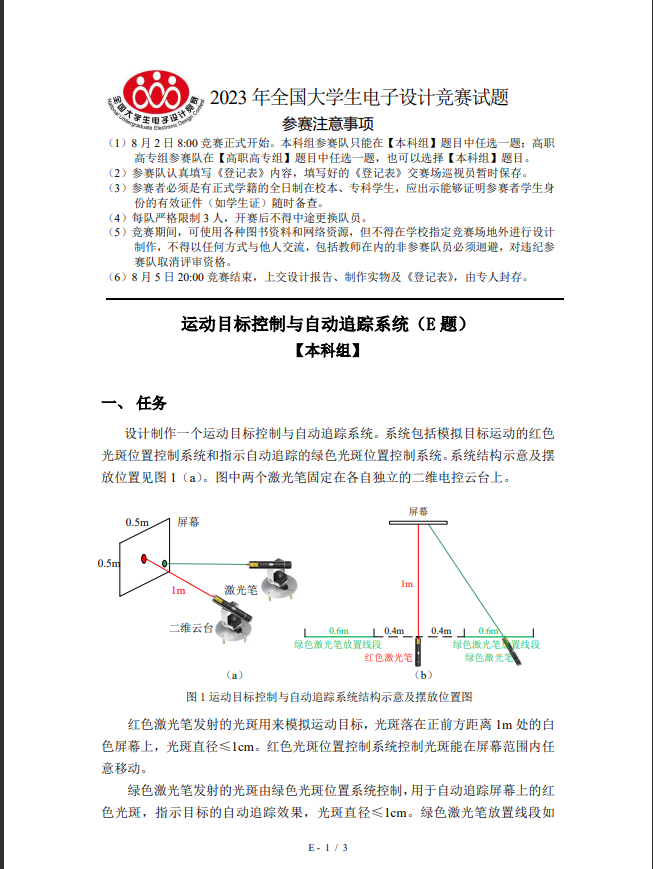 全国大学生电子设计竞赛
National Undergraduate Electronics Design Contest
2023 年全国大学生电子设计竞赛试题
参赛注意事项
（1）8 月 2 日 8:00 竞赛正式开始。本科组参赛队只能在【本科组】题目中任选一题；高职
高专组参赛队在【高职高专组】题目中任选一题，也可以选择【本科组】题目。
（2）参赛队认真填写《登记表》内容，填写好的《登记表》交赛场巡视员暂时保存。
（3）参赛者必须是有正式学籍的全日制在校本、专科学生，应出示能够证明参赛者学生身
份的有效证件（如学生证）随时备查。
（4）每队严格限制 3 人，开赛后不得中途更换队员。
（5）竞赛期间，可使用各种图书资料和网络资源，但不得在学校指定竞赛场地外进行设计
制作，不得以任何方式与他人交流，包括教师在内的非参赛队员必须迴避，对违纪参
赛队取消评审资格。
（6）8 月 5 日 20:00 竞赛结束，上交设计报告、制作实物及《登记表》，由专人封存。
运动目标控制与自动追踪系统（E 题）
【本科组】
一、 任务
设计制作一个运动目标控制与自动追踪系统。系统包括模拟目标运动的红色
光斑位置控制系统和指示自动追踪的绿色光斑位置控制系统。系统结构示意及摆
放位置见图 1（a）。图中两个激光笔固定在各自独立的二维电控云台上。
0.5m
屏幕
0.5m
1m
激光笔
二维云台
（a）
屏幕
1m
0.6m
0.4m
0.4m
0.6m
绿色激光笔放置线段
绿色激光笔放置线段
红色激光笔
绿色激光笔
（b）
图 1 运动目标控制与自动追踪系统结构示意及摆放位置图
红色激光笔发射的光斑用来模拟运动目标，光斑落在正前方距离 1m 处的白
色屏幕上，光斑直径≤1cm。红色光斑位置控制系统控制光斑能在屏幕范围内任
意移动。
绿色激光笔发射的光斑由绿色光斑位置系统控制，用于自动追踪屏幕上的红
色光斑，指示目标的自动追踪效果，光斑直径≤1cm。绿色激光笔放置线段如
E - 1 / 3